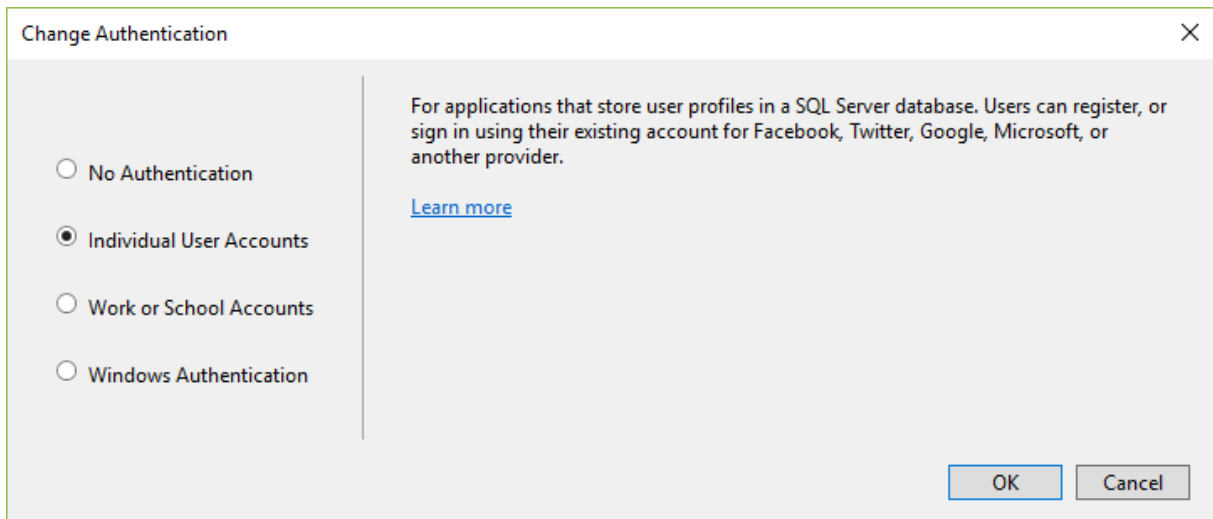 Change Authentication
No Authentication
Individual User Accounts
Work or School Accounts
Windows Authentication
For applications that store user profiles in a SQL Server database. Users can register, or
sign in using their existing account for Facebook, Twitter, Google, Microsoft, or
another provider.
Learn more
OK
Cancel